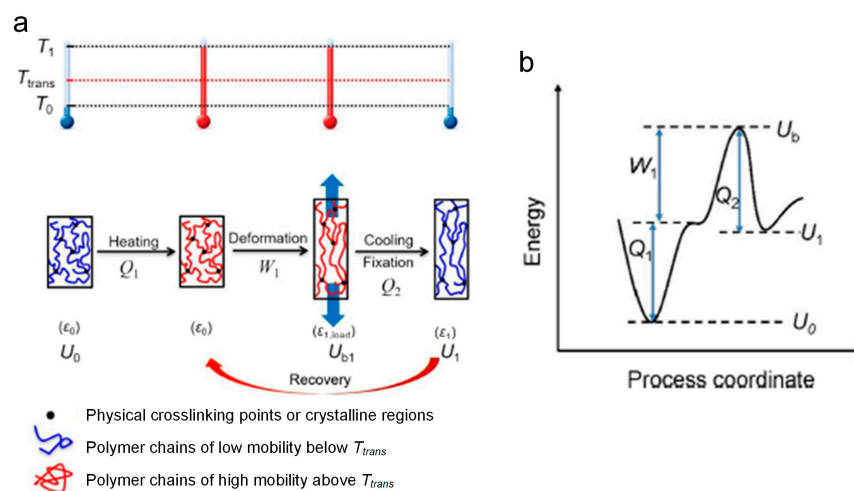 a
T₁
Ttrans
T₀
Heating
Q₁
Deformation
W₁
Cooling
Fixation
Q₂
(ε₀)
(ε₀)
(ε₁,load)
(ε₁)
U₀
Ub1
U₁
Recovery
Physical crosslinking points or crystalline regions
Polymer chains of low mobility below Ttrans
Polymer chains of high mobility above Ttrans
b
Energy
Ub
W₁
Q₂
Q₁
U₁
U₀
Process coordinate